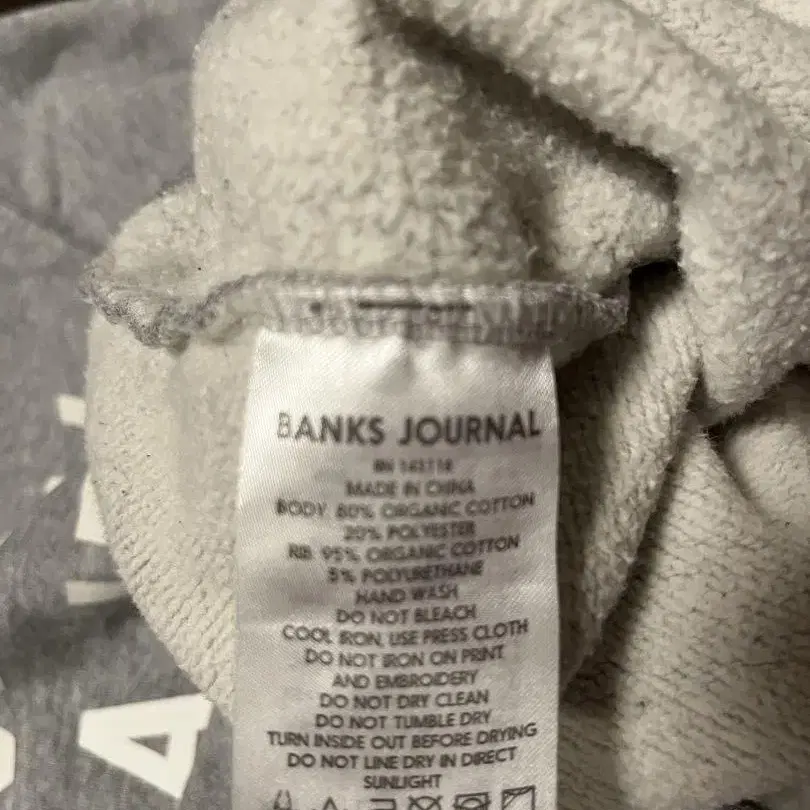 BANKS JOURNAL
RN 143118
MADE IN CHINA
BODY 80% ORGANIC COTTON
20% POLYESTER
RIB 95% ORGANIC COTTON
5% POLYURETHANE
HAND WASH
DO NOT BLEACH
COOL IRON, USE PRESS CLOTH
DO NOT IRON ON PRINT
AND EMBROIDERY
DO NOT DRY CLEAN
DO NOT TUMBLE DRY
TURN INSIDE OUT BEFORE DRYING
DO NOT LINE DRY IN DIRECT
SUNLIGHT
A